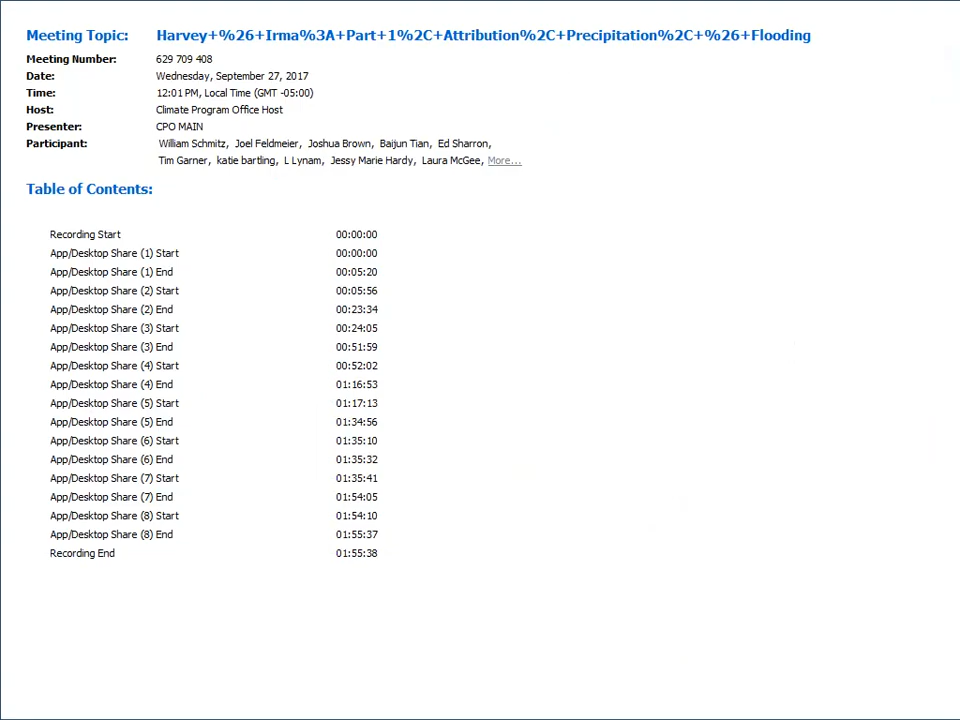 Meeting Topic: Harvey+%26+Irma%3A+Part+1%2C+Attribution%2C+Precipitation%2C+%26+Flooding
Meeting Number: 629 709 408
Date: Wednesday, September 27, 2017
Time: 12:01 PM, Local Time (GMT -05:00)
Host: Climate Program Office Host
Presenter: CPO MAIN
Participant: William Schmitz, Joel Feldmeier, Joshua Brown, Baijun Tian, Ed Sharron,
Tim Garner, katie bartling, L Lynam, Jessy Marie Hardy, Laura McGee, More...
Table of Contents:
Recording Start 00:00:00
App/Desktop Share (1) Start 00:00:00
App/Desktop Share (1) End 00:05:20
App/Desktop Share (2) Start 00:05:56
App/Desktop Share (2) End 00:23:34
App/Desktop Share (3) Start 00:24:05
App/Desktop Share (3) End 00:51:59
App/Desktop Share (4) Start 00:52:02
App/Desktop Share (4) End 01:16:53
App/Desktop Share (5) Start 01:17:13
App/Desktop Share (5) End 01:34:56
App/Desktop Share (6) Start 01:35:10
App/Desktop Share (6) End 01:35:32
App/Desktop Share (7) Start 01:35:41
App/Desktop Share (7) End 01:54:05
App/Desktop Share (8) Start 01:54:10
App/Desktop Share (8) End 01:55:37
Recording End 01:55:38